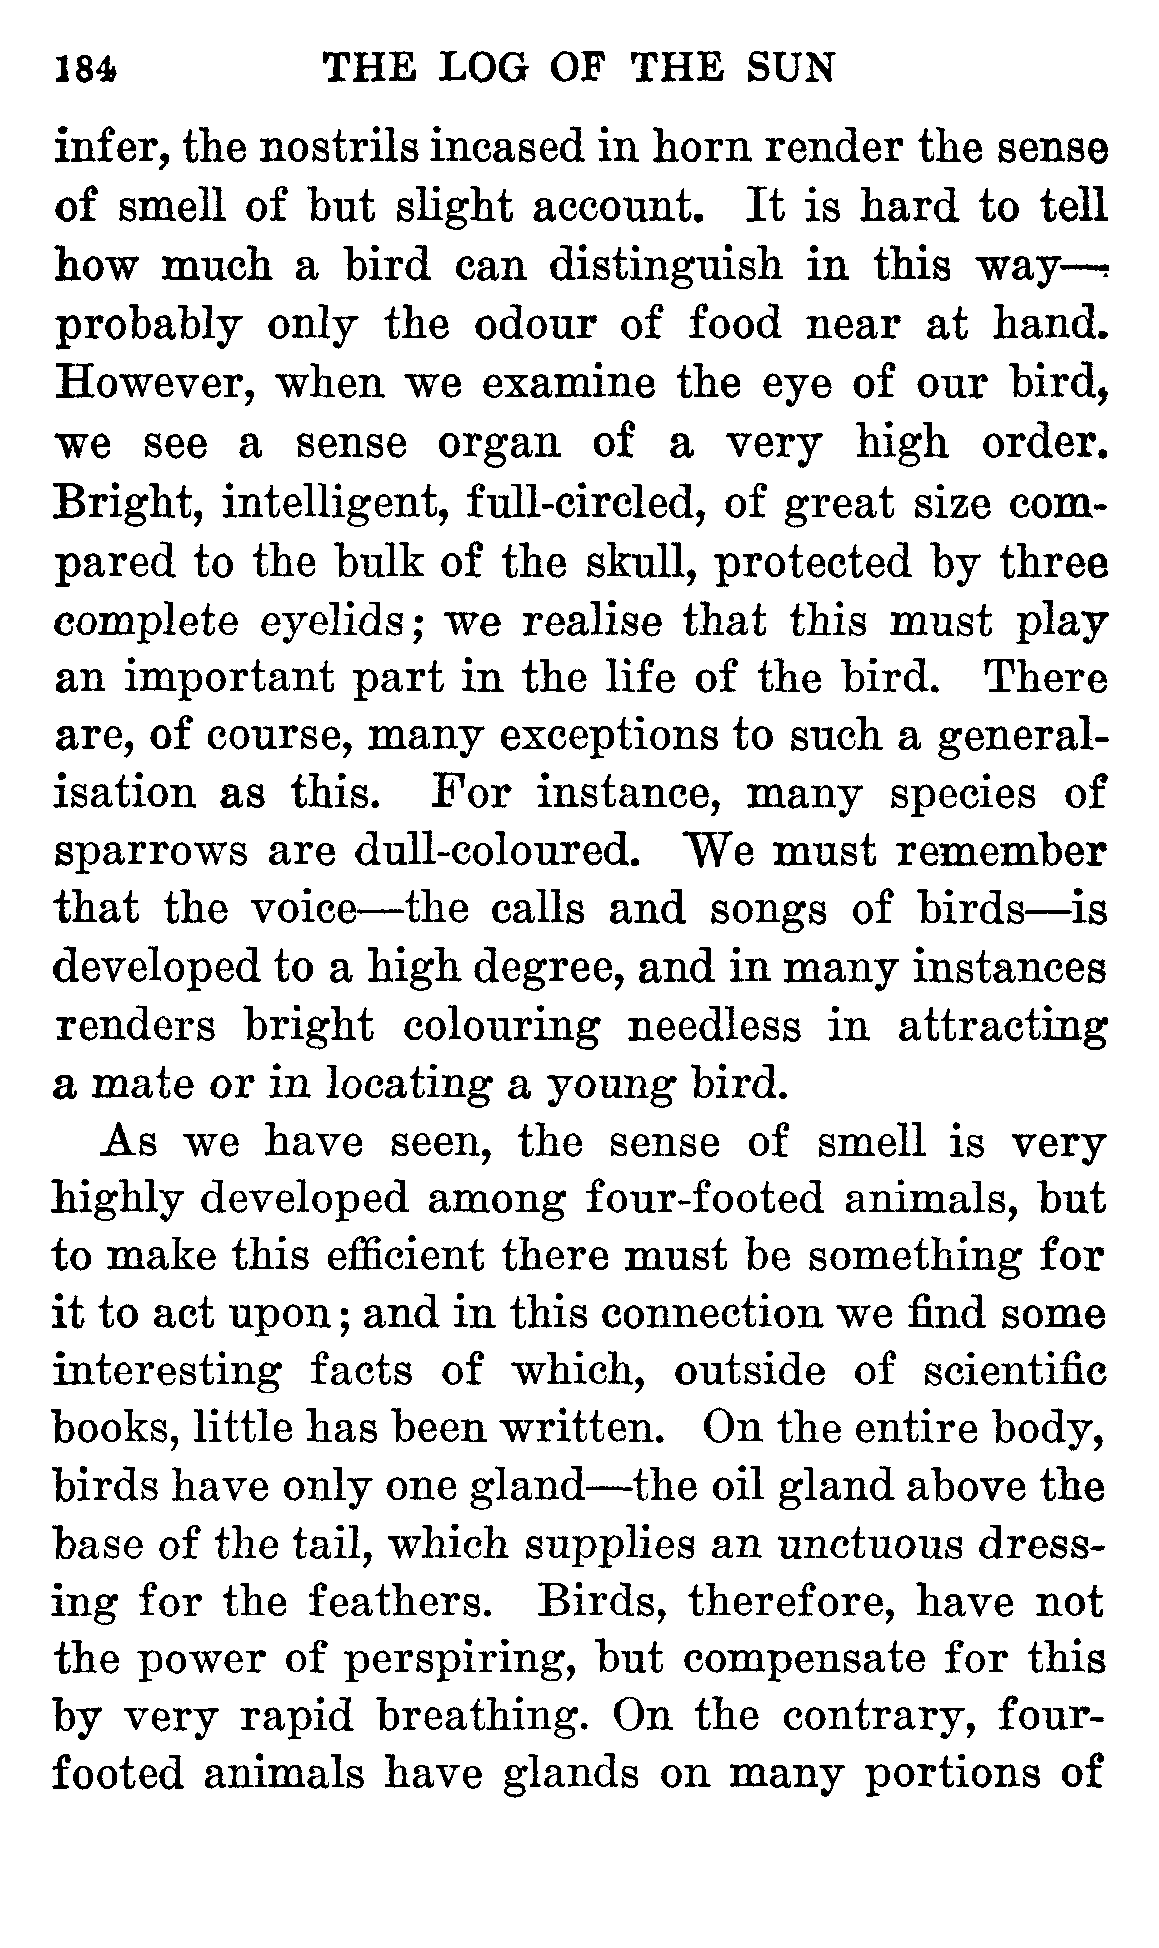 184 THE LOG OF THE SUN
infer, the nostrils incased in horn render the sense
of smell of but slight account. It is hard to tell
how much a bird can distinguish in this way—
probably only the odour of food near at hand.
However, when we examine the eye of our bird,
we see a sense organ of a very high order.
Bright, intelligent, full-circled, of great size com-
pared to the bulk of the skull, protected by three
complete eyelids; we realise that this must play
an important part in the life of the bird. There
are, of course, many exceptions to such a general-
isation as this. For instance, many species of
sparrows are dull-coloured. We must remember
that the voice—the calls and songs of birds—is
developed to a high degree, and in many instances
renders bright colouring needless in attracting
a mate or in locating a young bird.
As we have seen, the sense of smell is very
highly developed among four-footed animals, but
to make this efficient there must be something for
it to act upon; and in this connection we find some
interesting facts of which, outside of scientific
books, little has been written. On the entire body,
birds have only one gland—the oil gland above the
base of the tail, which supplies an unctuous dress-
ing for the feathers. Birds, therefore, have not
the power of perspiring, but compensate for this
by very rapid breathing. On the contrary, four-
footed animals have glands on many portions of